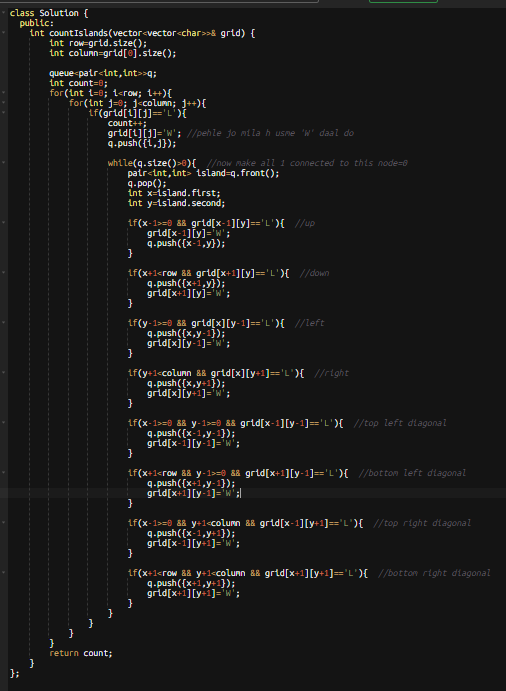 class Solution {
  public:
    int countIslands(vector<vector<char>>& grid) {
        int row=grid.size();
        int column=grid[0].size();

        queue<pair<int,int>>q;
        int count=0;
        for(int i=0; i<row; i++){
            for(int j=0; j<column; j++){
                if(grid[i][j]=='L'){
                    count++;
                    grid[i][j]='W'; //pehle jo mila h usne 'W' daal do
                    q.push({i,j});

                    while(q.size()>0){  //now make all 1 connected to this node=0
                        pair<int,int> island=q.front();
                        q.pop();
                        int x=island.first;
                        int y=island.second;

                        if(x-1>=0 && grid[x-1][y]=='L'){  //up
                            grid[x-1][y]='W';
                            q.push({x-1,y});
                        }

                        if(x+1<row && grid[x+1][y]=='L'){  //down
                            q.push({x+1,y});
                            grid[x+1][y]='W';
                        }

                        if(y-1>=0 && grid[x][y-1]=='L'){  //left
                            q.push({x,y-1});
                            grid[x][y-1]='W';
                        }

                        if(y+1<column && grid[x][y+1]=='L'){  //right
                            q.push({x,y+1});
                            grid[x][y+1]='W';
                        }

                        if(x-1>=0 && y-1>=0 && grid[x-1][y-1]=='L'){  //top left diagonal
                            q.push({x-1,y-1});
                            grid[x-1][y-1]='W';
                        }

                        if(x+1<row && y-1>=0 && grid[x+1][y-1]=='L'){  //bottom left diagonal
                            q.push({x+1,y-1});
                            grid[x+1][y-1]='W';
                        }

                        if(x-1>=0 && y+1<column && grid[x-1][y+1]=='L'){  //top right diagonal
                            q.push({x-1,y+1});
                            grid[x-1][y+1]='W';
                        }

                        if(x+1<row && y+1<column && grid[x+1][y+1]=='L'){  //bottom right diagonal
                            q.push({x+1,y+1});
                            grid[x+1][y+1]='W';
                        }
                    }
                }
            }
        }
        return count;
    }
};